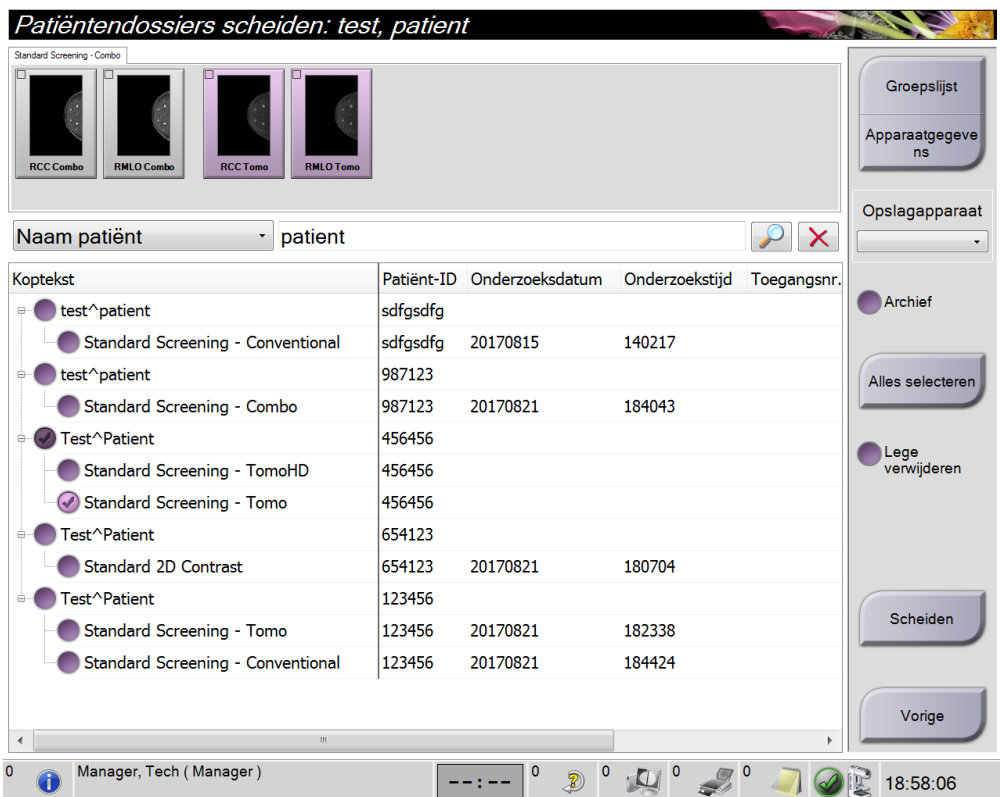 Patiëntendossiers scheiden: test, patient
Standard Screening - Combo
RCC Combo RMLO Combo RCC Tomo RMLO Tomo
Groepslijst
Apparaatgegeve
ns
Opslagapparaat
Naam patiënt patient
Koptekst Patiënt-ID Onderzoeksdatum Onderzoekstijd Toegangsnr.
test^patient sdfgsdfg
Standard Screening - Conventional sdfgsdfg 20170815 140217
test^patient 987123
Standard Screening - Combo 987123 20170821 184043
Test^Patient 456456
Standard Screening - TomoHD 456456
Standard Screening - Tomo 456456
Test^Patient 654123
Standard 2D Contrast 654123 20170821 180704
Test^Patient 123456
Standard Screening - Tomo 123456 20170821 182338
Standard Screening - Conventional 123456 20170821 184424
Archief
Alles selecteren
Lege
verwijderen
Scheiden
Vorige
0 Manager, Tech ( Manager ) --:-- 0 0 0 0 18:58:06